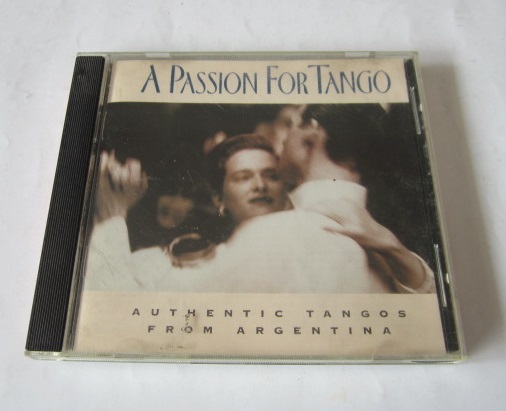 A PASSION FOR TANGO
AUTHENTIC TANGOS
FROM ARGENTINA